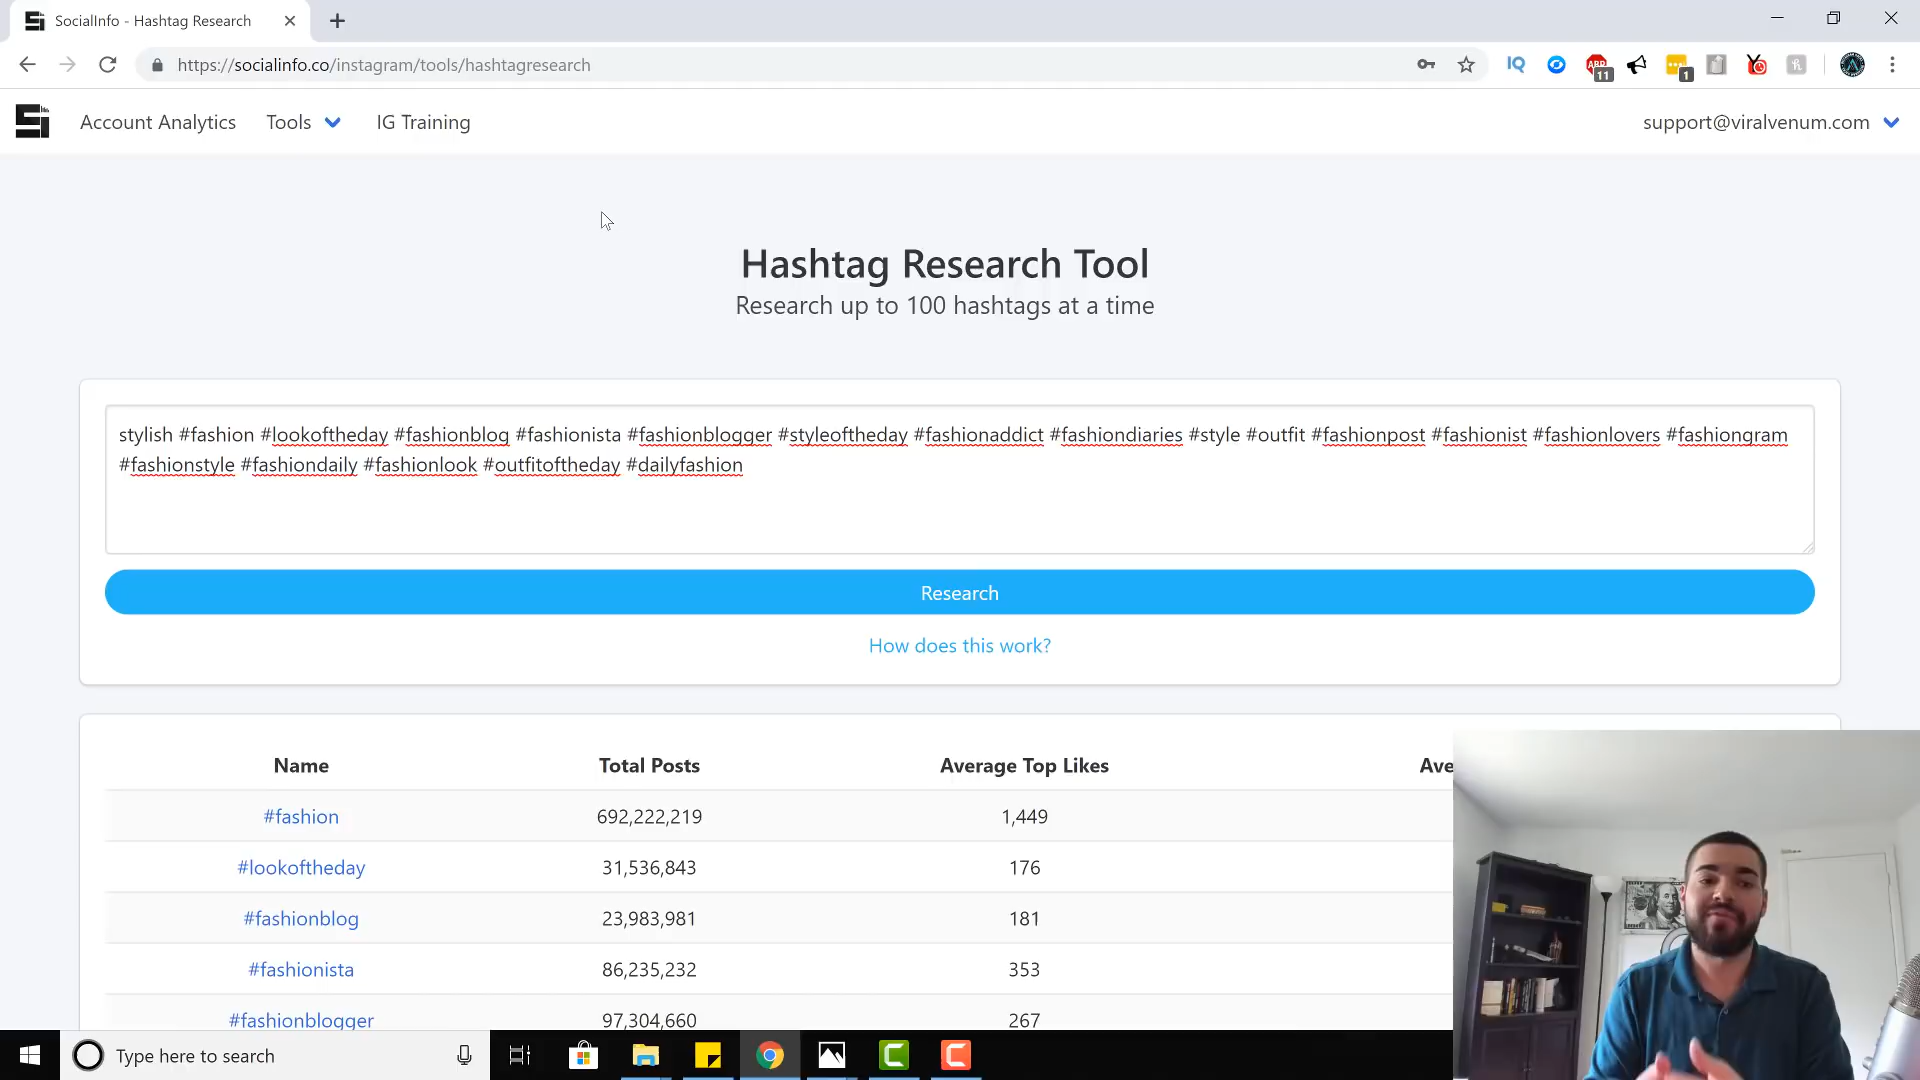 SocialInfo - Hashtag Research
https://socialinfo.co/instagram/tools/hashtagresearch
IQ
ABP
11
1
Account Analytics
Tools
IG Training
support@viralvenum.com
Hashtag Research Tool
Research up to 100 hashtags at a time
stylish #fashion #lookoftheday #fashionblog #fashionista #fashionblogger #styleoftheday #fashionaddict #fashiondiaries #style #outfit #fashionpost #fashionist #fashionlovers #fashiongram
#fashionstyle #fashiondaily #fashionlook #outfitoftheday #dailyfashion
Research
How does this work?
Name Total Posts Average Top Likes Ave
#fashion 692,222,219 1,449
#lookoftheday 31,536,843 176
#fashionblog 23,983,981 181
#fashionista 86,235,232 353
#fashionblogger 97,304,660 267
Type here to search